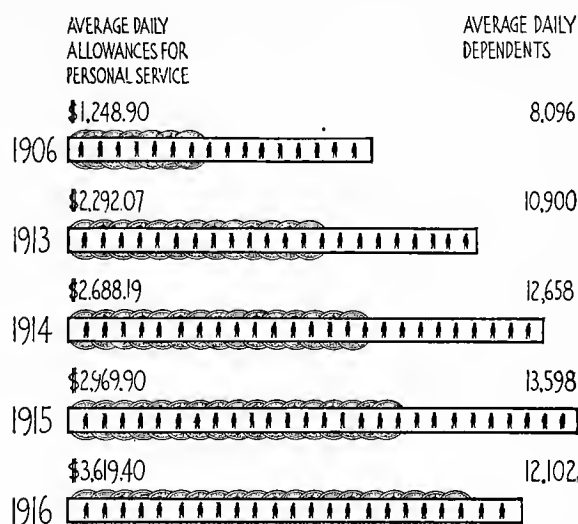 AVERAGE DAILY
ALLOWANCES FOR
PERSONAL SERVICE
AVERAGE DAILY
DEPENDENTS
$1,248.90 8,096
1906
$2,292.07 10,900
1913
$2.688.19 12,658
1914
$2,969.90 13,598
1915
$3,619.40 12,102
1916